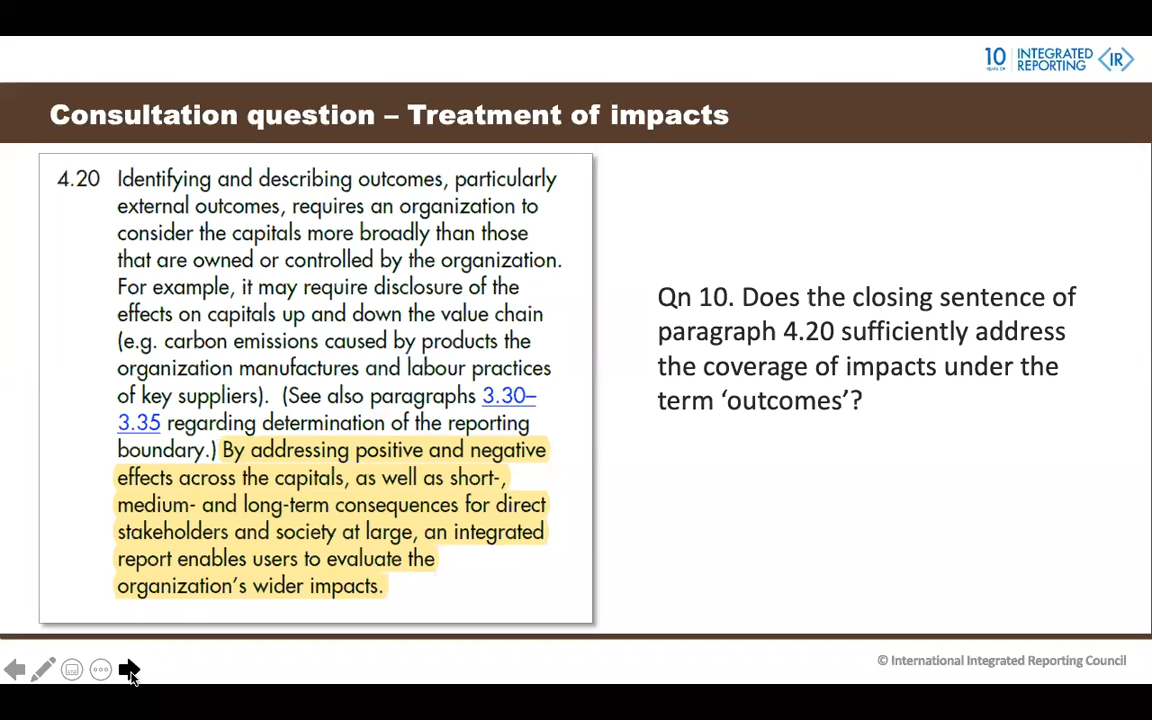 10 INTEGRATED
YEARS OF REPORTING <IR>
Consultation question – Treatment of impacts
4.20 Identifying and describing outcomes, particularly
external outcomes, requires an organization to
consider the capitals more broadly than those
that are owned or controlled by the organization.
For example, it may require disclosure of the
effects on capitals up and down the value chain
(e.g. carbon emissions caused by products the
organization manufactures and labour practices
of key suppliers). (See also paragraphs 3.30–
3.35 regarding determination of the reporting
boundary.) By addressing positive and negative
effects across the capitals, as well as short-,
medium- and long-term consequences for direct
stakeholders and society at large, an integrated
report enables users to evaluate the
organization's wider impacts.
Qn 10. Does the closing sentence of
paragraph 4.20 sufficiently address
the coverage of impacts under the
term ‘outcomes’?
© International Integrated Reporting Council